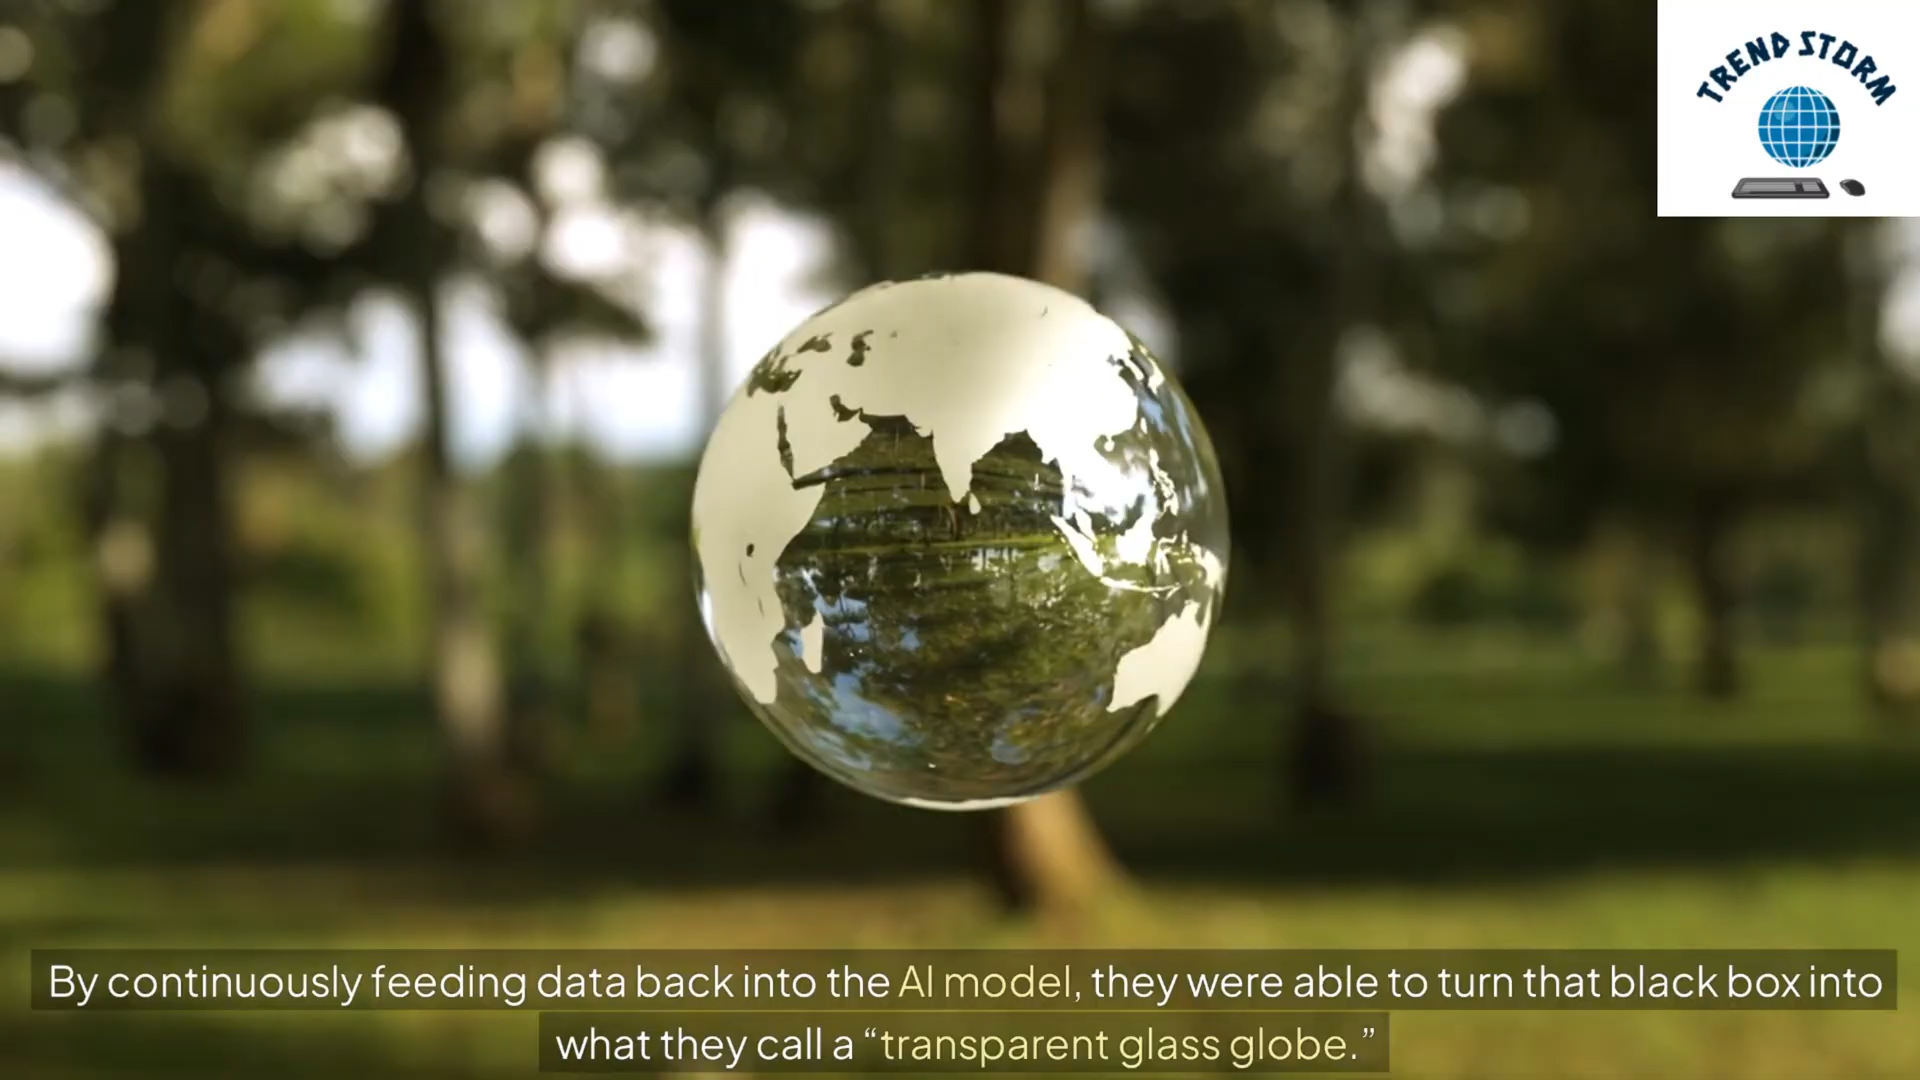 TREND STORM
By continuously feeding data back into the AI model, they were able to turn that black box into
what they call a “transparent glass globe.”